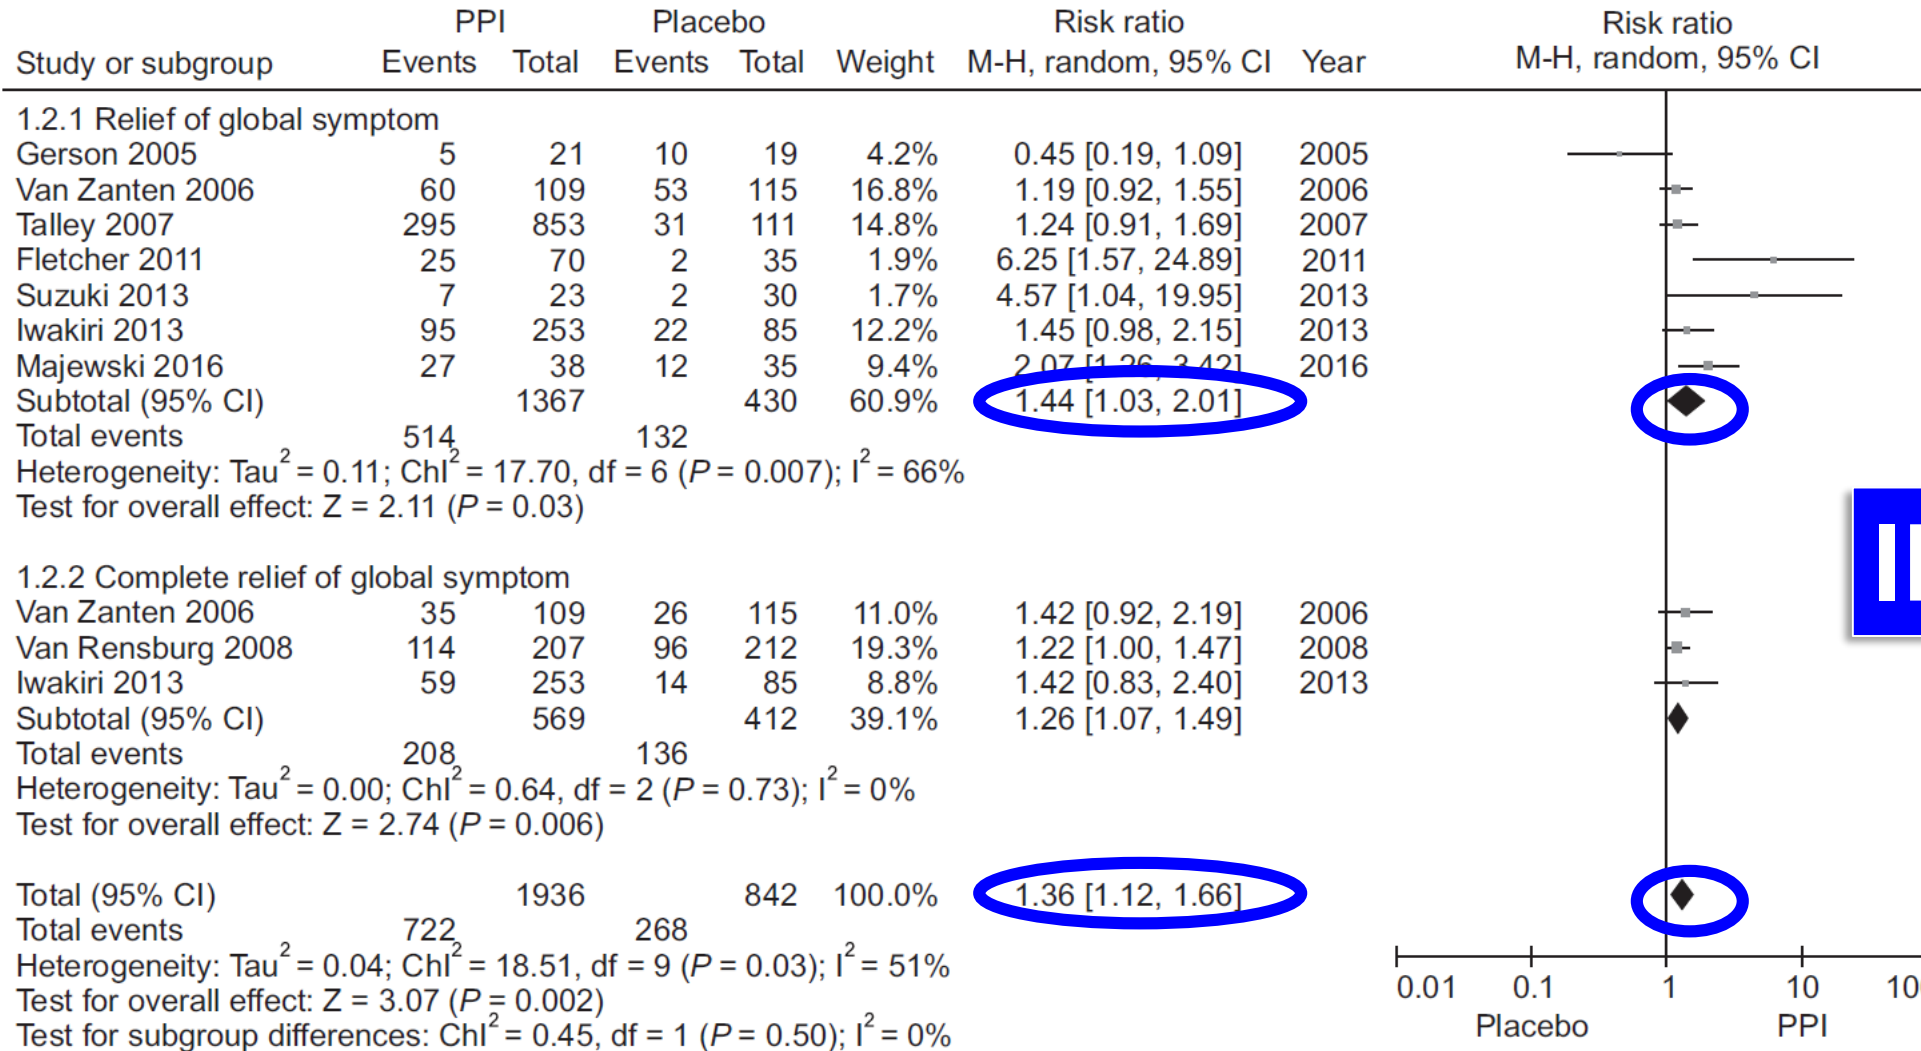 PPI Placebo Risk ratio Risk ratio
Study or subgroup Events Total Events Total Weight M-H, random, 95% CI Year M-H, random, 95% CI
1.2.1 Relief of global symptom
Gerson 2005 5 21 10 19 4.2% 0.45 [0.19, 1.09] 2005
Van Zanten 2006 60 109 53 115 16.8% 1.19 [0.92, 1.55] 2006
Talley 2007 295 853 31 111 14.8% 1.24 [0.91, 1.69] 2007
Fletcher 2011 25 70 2 35 1.9% 6.25 [1.57, 24.89] 2011
Suzuki 2013 7 23 2 30 1.7% 4.57 [1.04, 19.95] 2013
Iwakiri 2013 95 253 22 85 12.2% 1.45 [0.98, 2.15] 2013
Majewski 2016 27 38 12 35 9.4% 2.07 [1.26, 3.42] 2016
Subtotal (95% CI) 1367 430 60.9% 1.44 [1.03, 2.01]
Total events 514 132
Heterogeneity: Tau² = 0.11; ChI² = 17.70, df = 6 (P = 0.007); I² = 66%
Test for overall effect: Z = 2.11 (P = 0.03)
1.2.2 Complete relief of global symptom
Van Zanten 2006 35 109 26 115 11.0% 1.42 [0.92, 2.19] 2006
Van Rensburg 2008 114 207 96 212 19.3% 1.22 [1.00, 1.47] 2008
Iwakiri 2013 59 253 14 85 8.8% 1.42 [0.83, 2.40] 2013
Subtotal (95% CI) 569 412 39.1% 1.26 [1.07, 1.49]
Total events 208 136
Heterogeneity: Tau² = 0.00; ChI² = 0.64, df = 2 (P = 0.73); I² = 0%
Test for overall effect: Z = 2.74 (P = 0.006)
Total (95% CI) 1936 842 100.0% 1.36 [1.12, 1.66]
Total events 722 268
Heterogeneity: Tau² = 0.04; ChI² = 18.51, df = 9 (P = 0.03); I² = 51%
Test for overall effect: Z = 3.07 (P = 0.002)
Test for subgroup differences: ChI² = 0.45, df = 1 (P = 0.50); I² = 0%
0.01 0.1 1 10
Placebo PPI